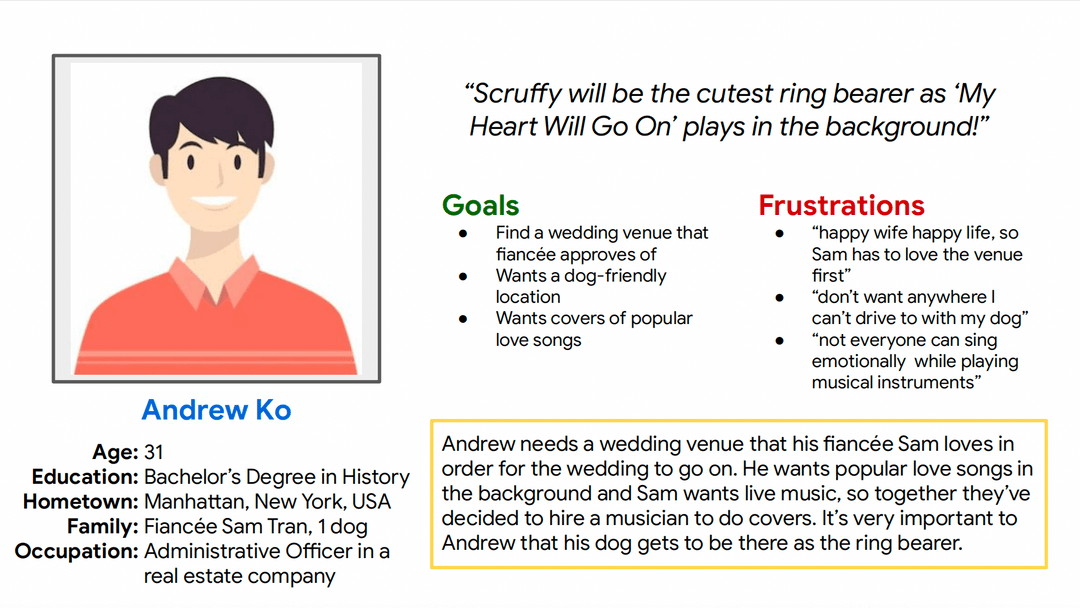 “Scruffy will be the cutest ring bearer as ‘My
Heart Will Go On’ plays in the background!”
Goals
● Find a wedding venue that
fiancée approves of
● Wants a dog-friendly
location
● Wants covers of popular
love songs
Frustrations
● “happy wife happy life, so
Sam has to love the venue
first”
● “don’t want anywhere I
can’t drive to with my dog”
● “not everyone can sing
emotionally  while playing
musical instruments”
Andrew Ko
Age: 31
Education: Bachelor’s Degree in History
Hometown: Manhattan, New York, USA
Family: Fiancée Sam Tran, 1 dog
Occupation: Administrative Officer in a
real estate company
Andrew needs a wedding venue that his fiancée Sam loves in
order for the wedding to go on. He wants popular love songs in
the background and Sam wants live music, so together they’ve
decided to hire a musician to do covers. It’s very important to
Andrew that his dog gets to be there as the ring bearer.